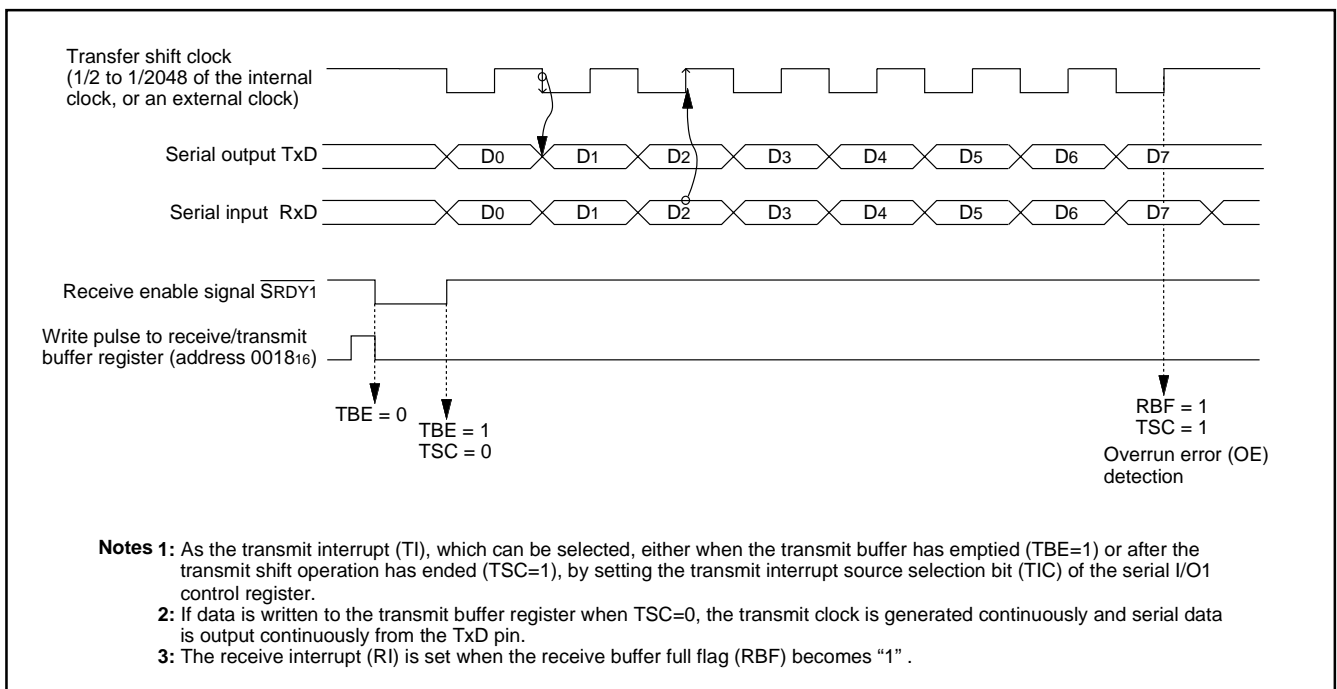 Transfer shift clock
(1/2 to 1/2048 of the internal
clock, or an external clock)
Serial output TxD
D0 D1 D2 D3 D4 D5 D6 D7
Serial input RxD
D0 D1 D2 D3 D4 D5 D6 D7
Receive enable signal S̅R̅D̅Y̅1̅
Write pulse to receive/transmit
buffer register (address 001816)
TBE = 0
TBE = 1
TSC = 0
RBF = 1
TSC = 1
Overrun error (OE)
detection
Notes 1: As the transmit interrupt (TI), which can be selected, either when the transmit buffer has emptied (TBE=1) or after the
transmit shift operation has ended (TSC=1), by setting the transmit interrupt source selection bit (TIC) of the serial I/O1
control register.
2: If data is written to the transmit buffer register when TSC=0, the transmit clock is generated continuously and serial data
is output continuously from the TxD pin.
3: The receive interrupt (RI) is set when the receive buffer full flag (RBF) becomes “1” .